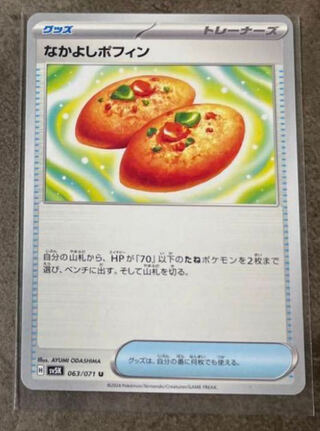 グッズ
トレーナーズ
なかよしポフィン
自分の山札から、HPが「70」以下のたねポケモンを2枚まで
選び、ベンチに出す。そして山札を切る。
Illus. AYUMI ODASHIMA
H SV5K 063/071 U
グッズは、自分の番に何枚でも使える。
©2024 Pokémon/Nintendo/Creatures/GAME FREAK.